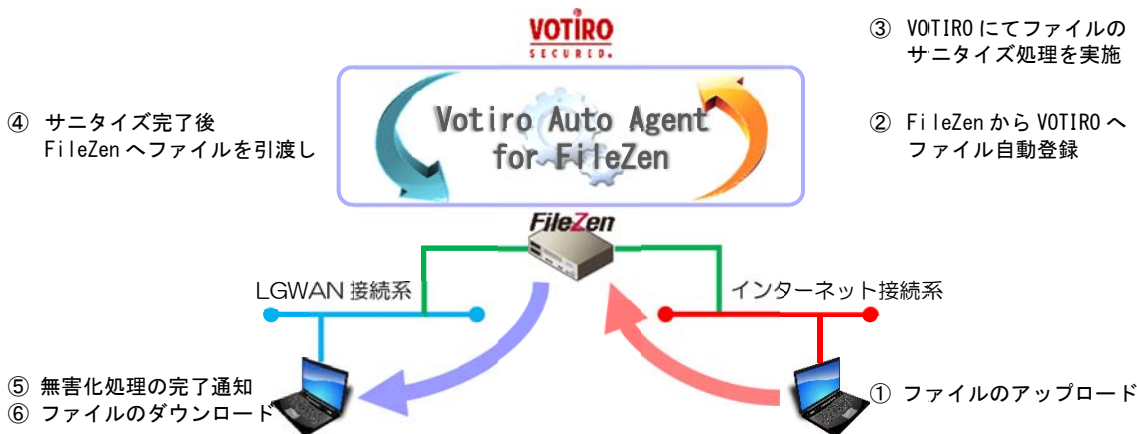 VOTIRO
SECURED.
③ VOTIRO にてファイルの
サニタイズ処理を実施
④ サニタイズ完了後
FileZen へファイルを引渡し
Votiro Auto Agent
for FileZen
② FileZen から VOTIRO へ
ファイル自動登録
FileZen
LGWAN 接続系
インターネット接続系
⑤ 無害化処理の完了通知
⑥ ファイルのダウンロード
① ファイルのアップロード